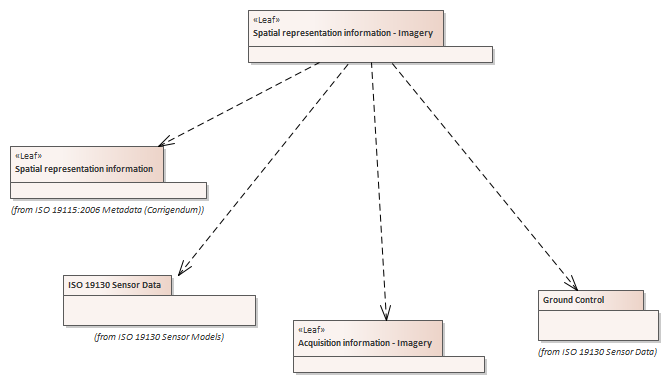 «Leaf»
Spatial representation information - Imagery
«Leaf»
Spatial representation information
(from ISO 19115:2006 Metadata (Corrigendum))
ISO 19130 Sensor Data
(from ISO 19130 Sensor Models)
«Leaf»
Acquisition information - Imagery
Ground Control
(from ISO 19130 Sensor Data)